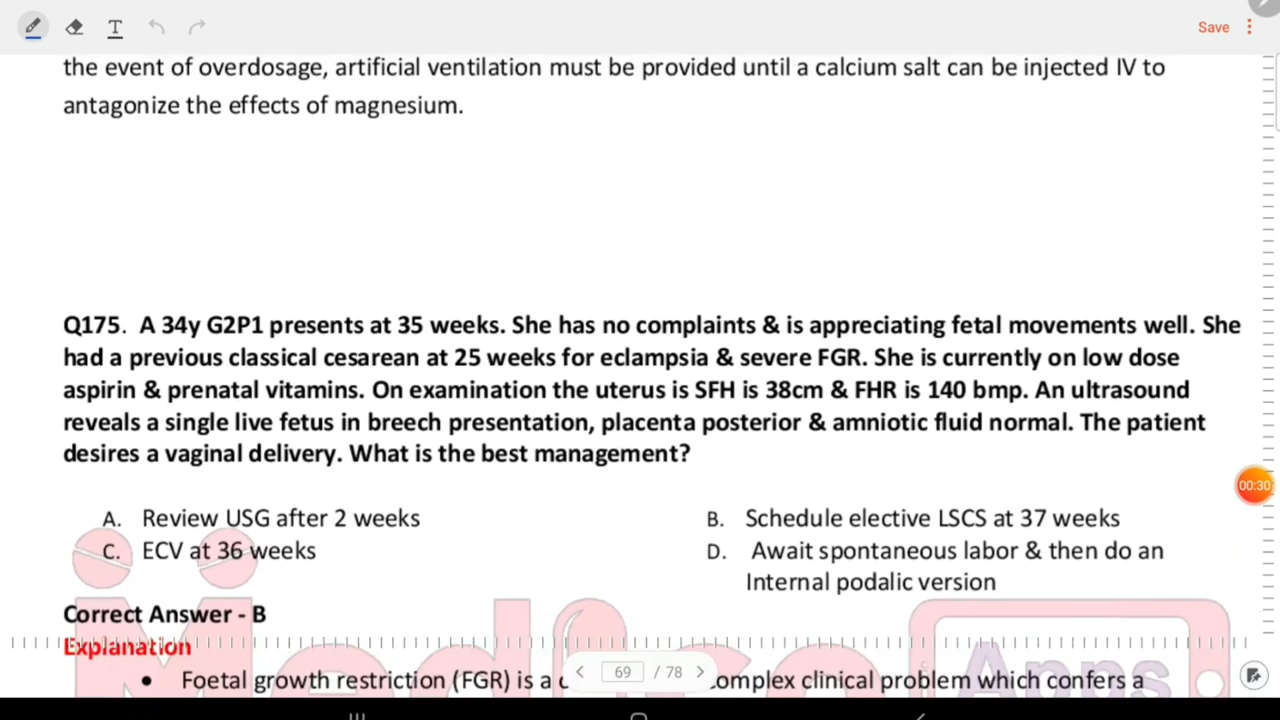 Save
the event of overdosage, artificial ventilation must be provided until a calcium salt can be injected IV to
antagonize the effects of magnesium.
Q175. A 34y G2P1 presents at 35 weeks. She has no complaints & is appreciating fetal movements well. She
had a previous classical cesarean at 25 weeks for eclampsia & severe FGR. She is currently on low dose
aspirin & prenatal vitamins. On examination the uterus is SFH is 38cm & FHR is 140 bmp. An ultrasound
reveals a single live fetus in breech presentation, placenta posterior & amniotic fluid normal. The patient
desires a vaginal delivery. What is the best management?
00:30
A. Review USG after 2 weeks
B. Schedule elective LSCS at 37 weeks
C. ECV at 36 weeks
D. Await spontaneous labor & then do an
Internal podalic version
Correct Answer - B
Explanation
69 / 78
• Foetal growth restriction (FGR) is a complex clinical problem which confers a
Apps